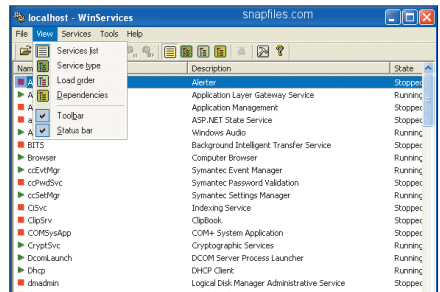 localhost - WinServices
snapfiles.com
File View Services Tools Help
Services list
Service type
Load order
Dependencies
Toolbar
Status bar
Description State
Alerter Stopped
Application Layer Gateway Service Running
Application Management Stopped
ASP.NET State Service Stopped
Windows Audio Running
BITS Background Intelligent Transfer Service Stopped
Browser Computer Browser Running
ccEvtMgr Symantec Event Manager Running
ccPwdSvc Symantec Password Validation Stopped
ccSetMgr Symantec Settings Manager Running
CiSvc Indexing Service Stopped
ClipSrv ClipBook Stopped
COMSysApp COM+ System Application Stopped
CryptSvc Cryptographic Services Running
DcomLaunch DCOM Server Process Launcher Running
Dhcp DHCP Client Running
dmadmin Logical Disk Manager Administrative Service Stopped